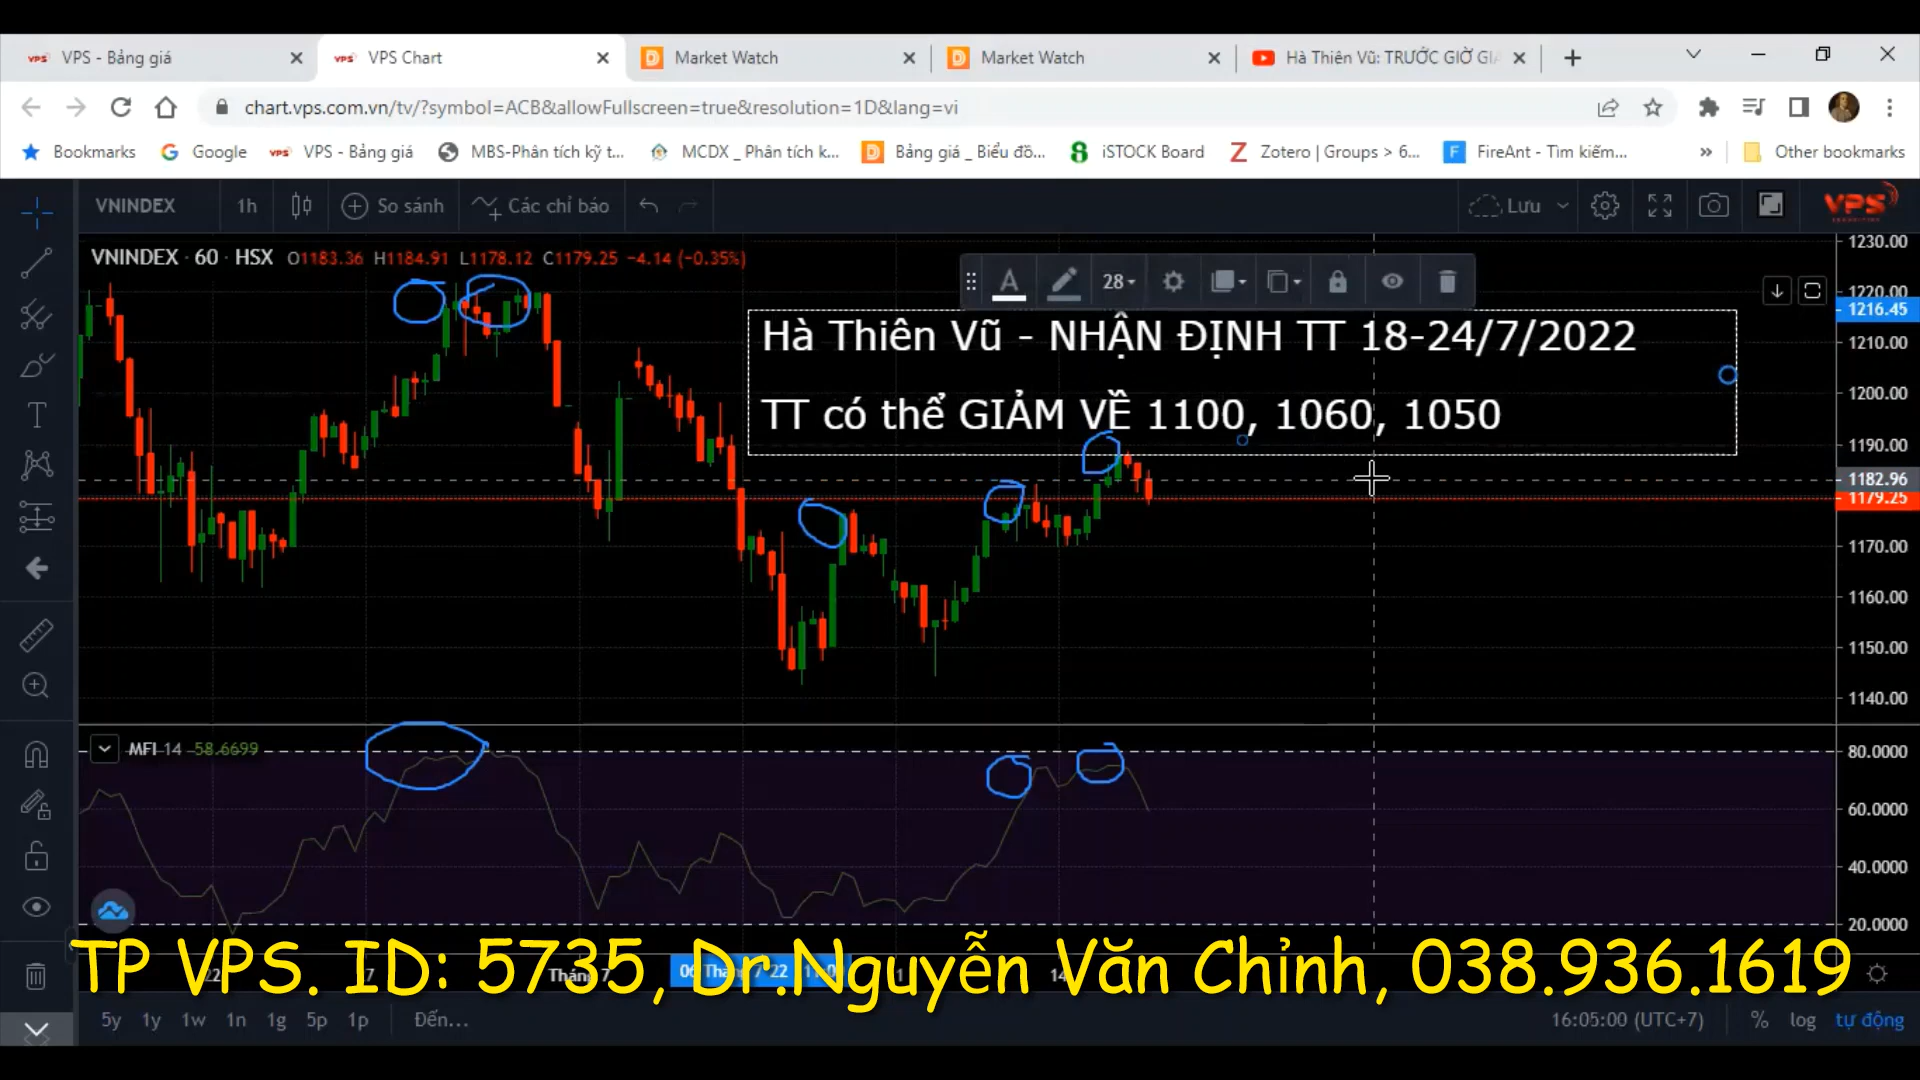 VPS - Bảng giá
VPS Chart
Market Watch
Market Watch
Hà Thiên Vũ: TRƯỚC GIỜ GIA
chart.vps.com.vn/tv/?symbol=ACB&allowFullscreen=true&resolution=1D&lang=vi
Bookmarks
Google
VPS - Bảng giá
MBS-Phân tích kỹ t...
MCDX _ Phân tích k...
Bảng giá _ Biểu đồ...
iSTOCK Board
Zotero | Groups > 6...
FireAnt - Tìm kiếm...
Other bookmarks
VNINDEX
1h
So sánh
Các chỉ báo
Lưu
VPS
VNINDEX · 60 · HSX O1183.36 H1184.91 L1178.12 C1179.25 −4.14 (−0.35%)
28
Hà Thiên Vũ - NHẬN ĐỊNH TT 18-24/7/2022
TT có thể GIẢM VỀ 1100, 1060, 1050
1230.00
1220.00
1216.45
1210.00
1200.00
1190.00
1182.96
1179.25
1170.00
1160.00
1150.00
1140.00
MFI 14 58.6699
80.0000
60.0000
40.0000
20.0000
TP VPS. ID: 5735, Dr.Nguyễn Văn Chỉnh, 038.936.1619
5y 1y 1w 1n 1g 5p 1p Đến...
16:05:00 (UTC+7) % log tự động